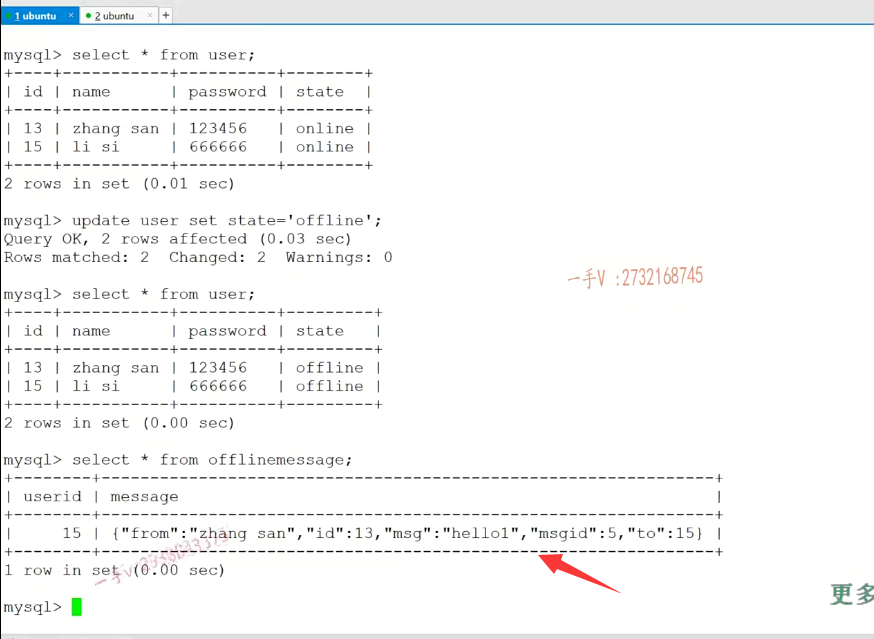 1 ubuntu × 2 ubuntu × +
mysql> select * from user;
+----+-----------+----------+--------+
| id | name      | password | state  |
+----+-----------+----------+--------+
| 13 | zhang san | 123456   | online |
| 15 | li si     | 666666   | online |
+----+-----------+----------+--------+
2 rows in set (0.01 sec)
mysql> update user set state='offline';
Query OK, 2 rows affected (0.03 sec)
Rows matched: 2  Changed: 2  Warnings: 0
一手V :2732168745
mysql> select * from user;
+----+-----------+----------+---------+
| id | name      | password | state   |
+----+-----------+----------+---------+
| 13 | zhang san | 123456   | offline |
| 15 | li si     | 666666   | offline |
+----+-----------+----------+---------+
2 rows in set (0.00 sec)
mysql> select * from offlinemessage;
+--------+---------------------------------------------------------------+
| userid | message                                                       |
+--------+---------------------------------------------------------------+
|     15 | {"from":"zhang san","id":13,"msg":"hello1","msgid":5,"to":15} |
+--------+---------------------------------------------------------------+
1 row in set (0.00 sec)
一手V
更多
mysql>